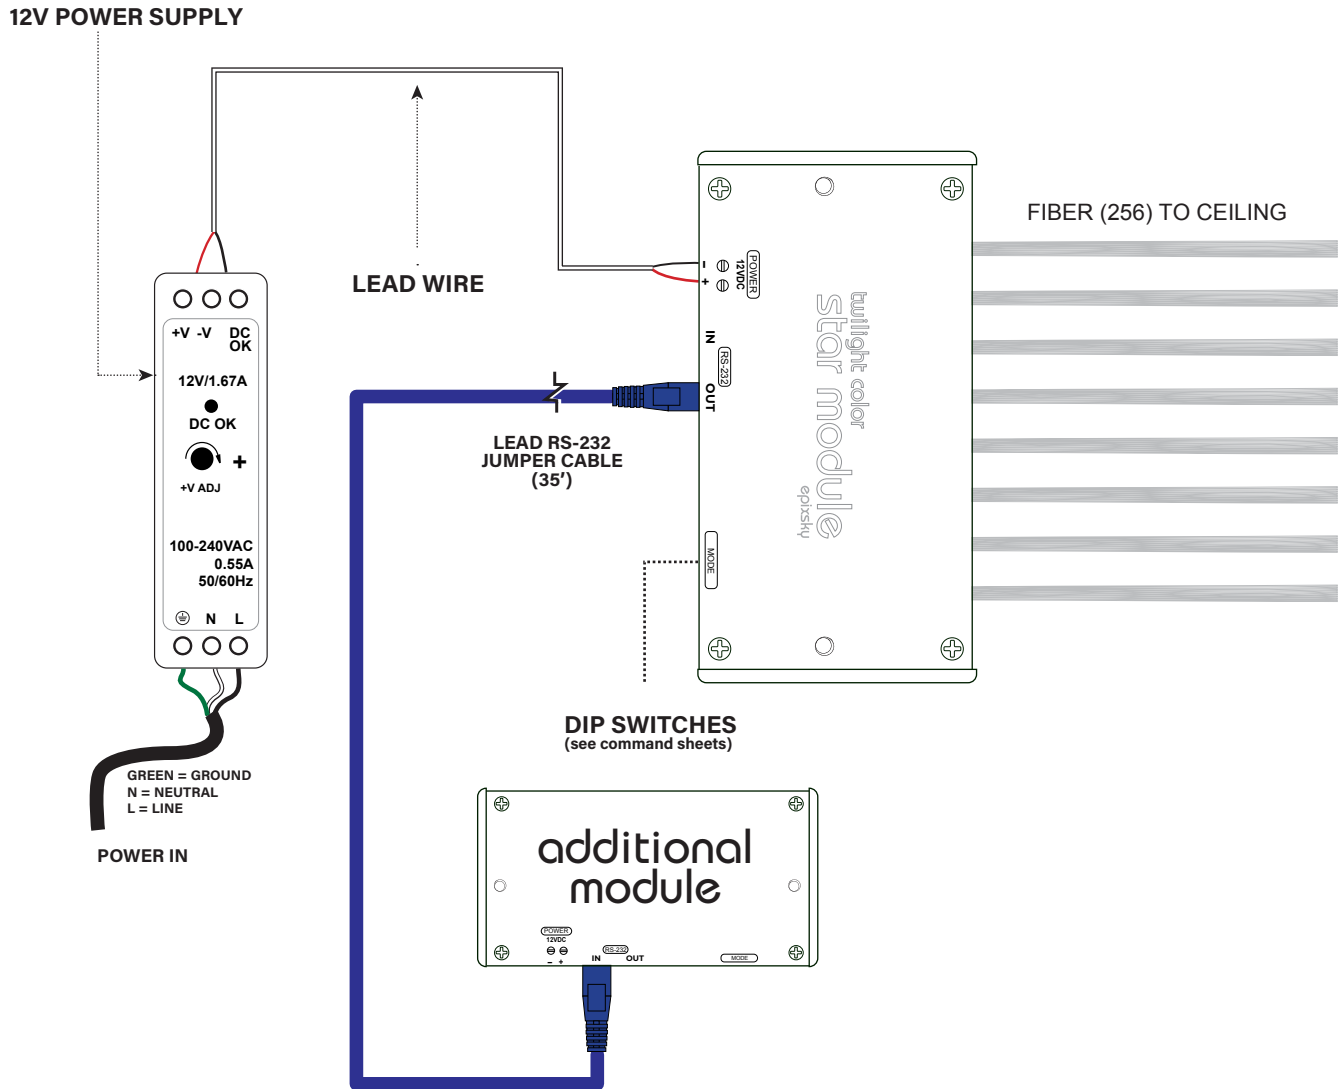 12V POWER SUPPLY
LEAD WIRE
+V -V DC
OK
12V/1.67A
DC OK
+
+V ADJ
100-240VAC
0.55A
50/60Hz
N L
GREEN = GROUND
N = NEUTRAL
L = LINE
POWER IN
- +
POWER
12VDC
IN
RS-232
OUT
MODE
twilight color
star module
epixsky
FIBER (256) TO CEILING
LEAD RS-232
JUMPER CABLE
(35′)
DIP SWITCHES
(see command sheets)
additional
module
POWER
12VDC
- +
RS-232
IN OUT
MODE